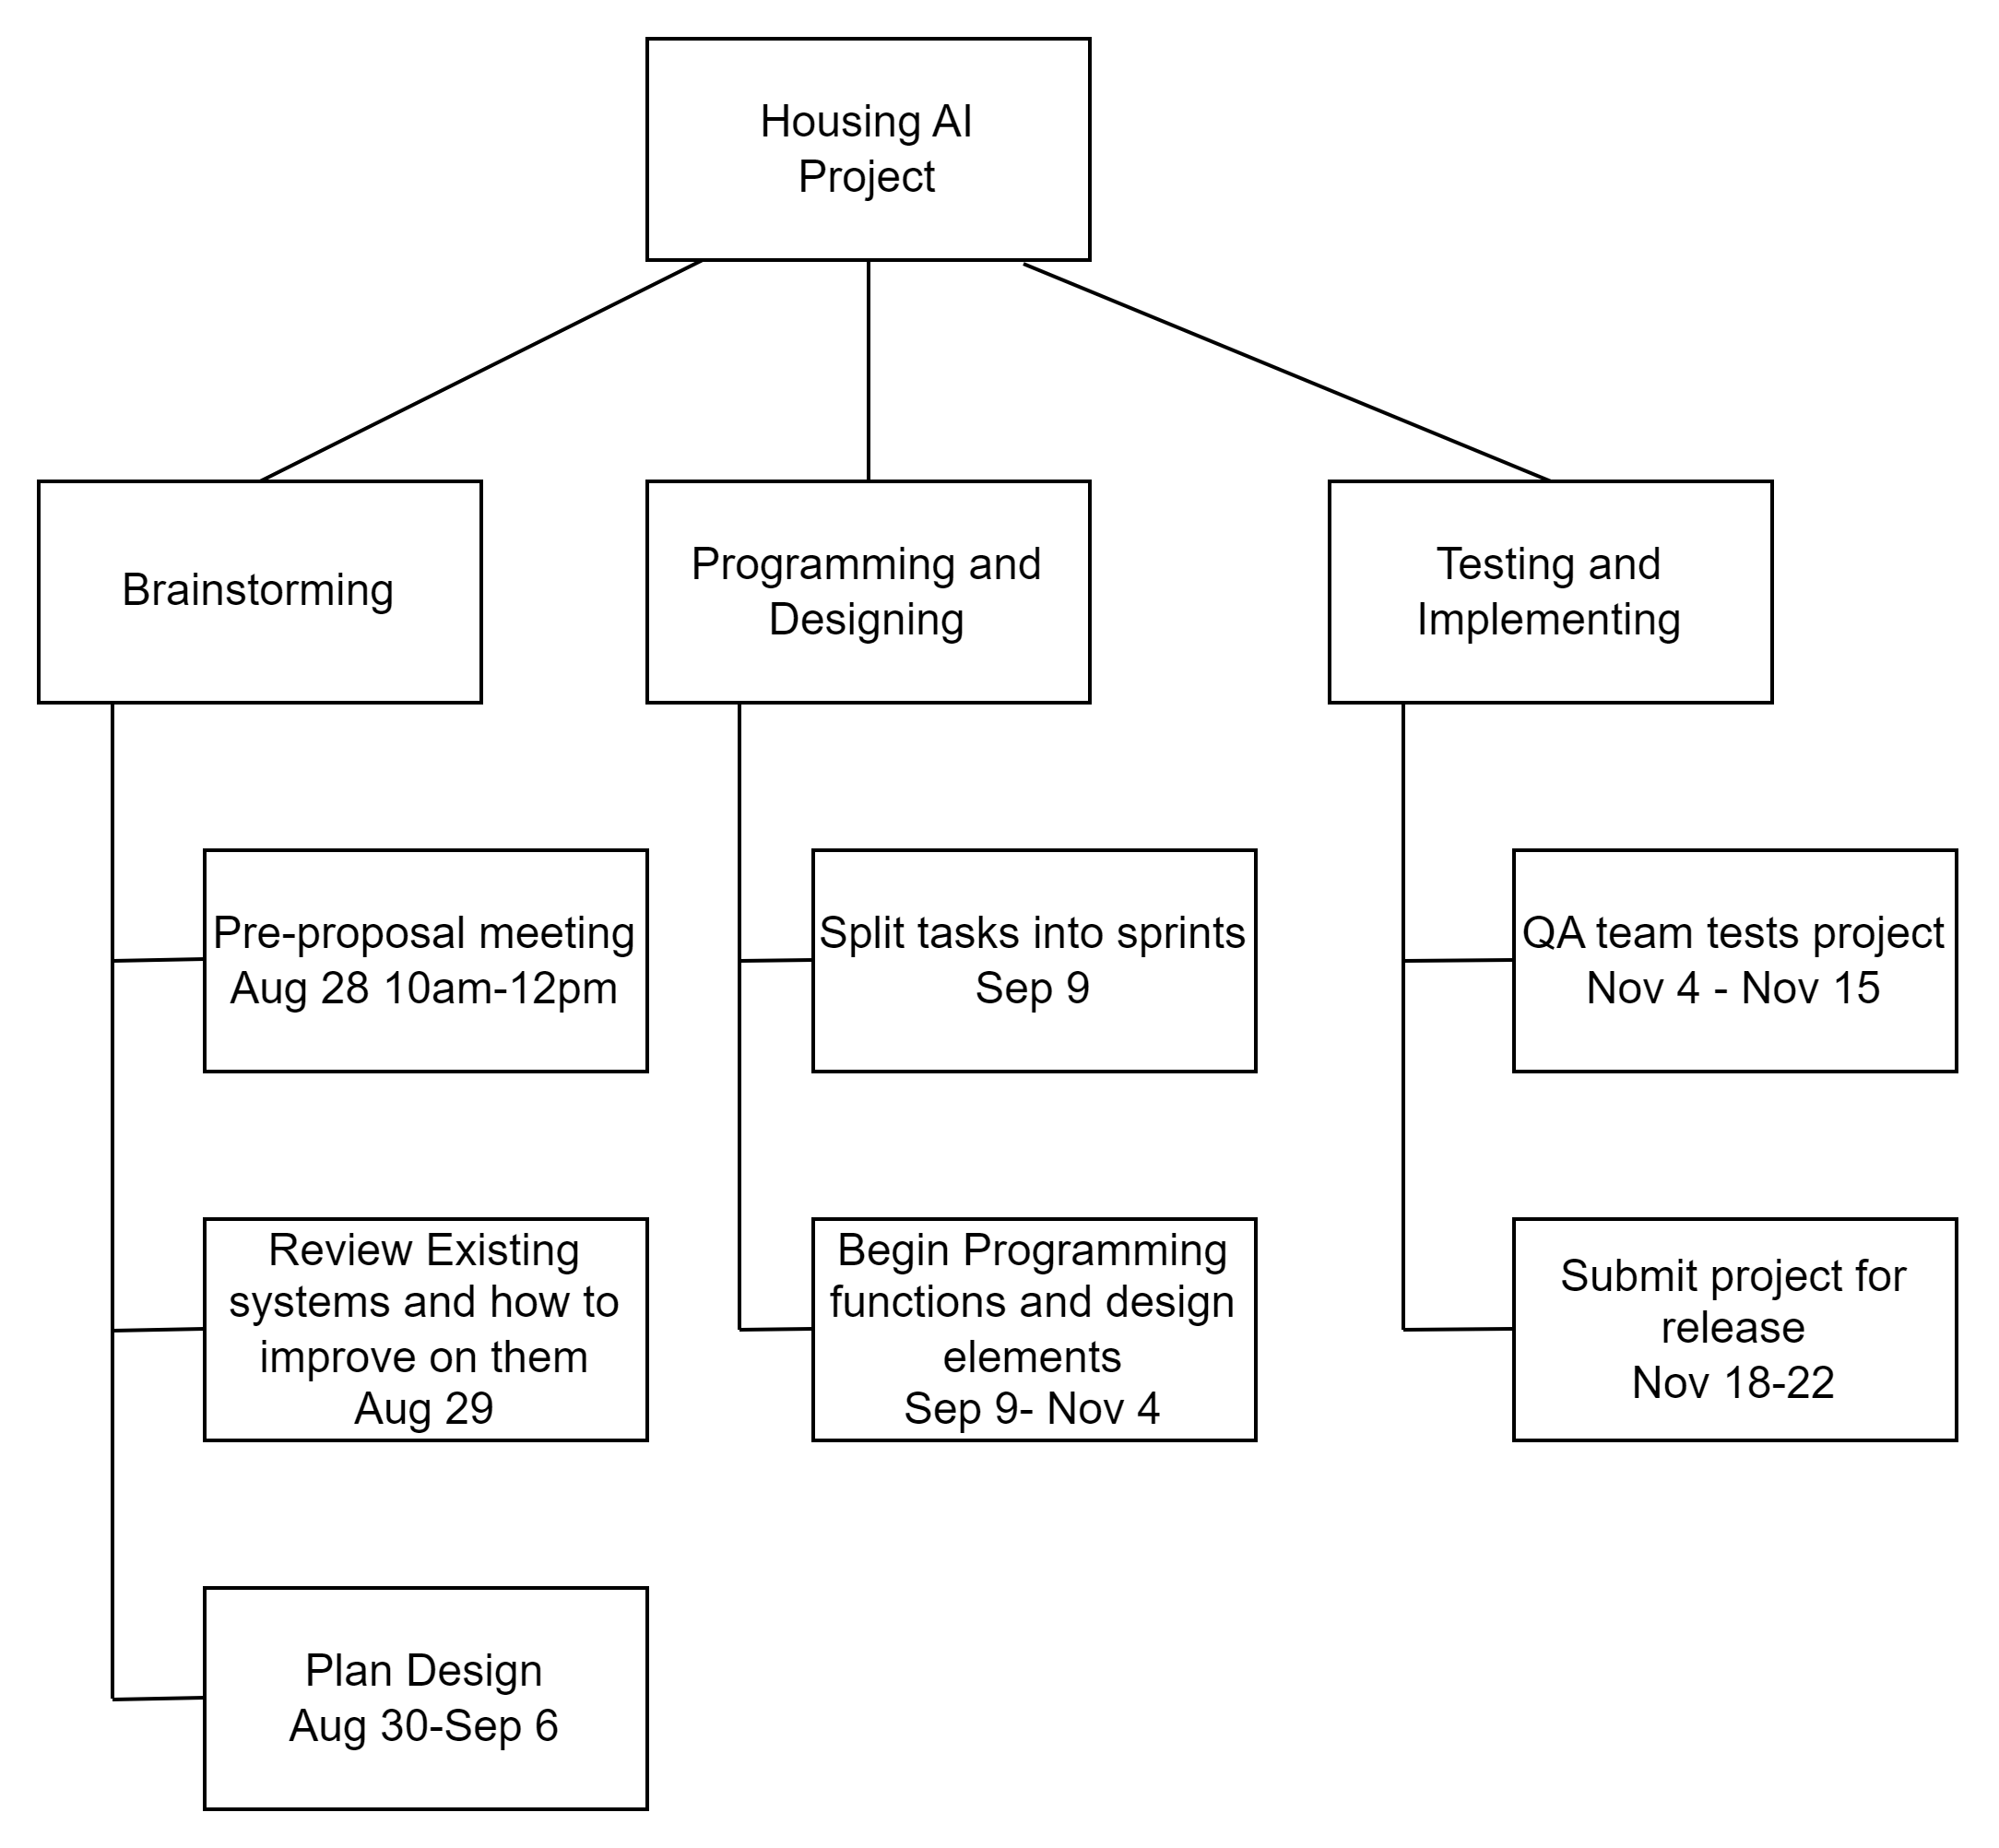 Housing AI
Project
Brainstorming
Programming and
Designing
Testing and
Implementing
Pre-proposal meeting
Aug 28 10am-12pm
Split tasks into sprints
Sep 9
QA team tests project
Nov 4 - Nov 15
Review Existing
systems and how to
improve on them
Aug 29
Begin Programming
functions and design
elements
Sep 9- Nov 4
Submit project for
release
Nov 18-22
Plan Design
Aug 30-Sep 6